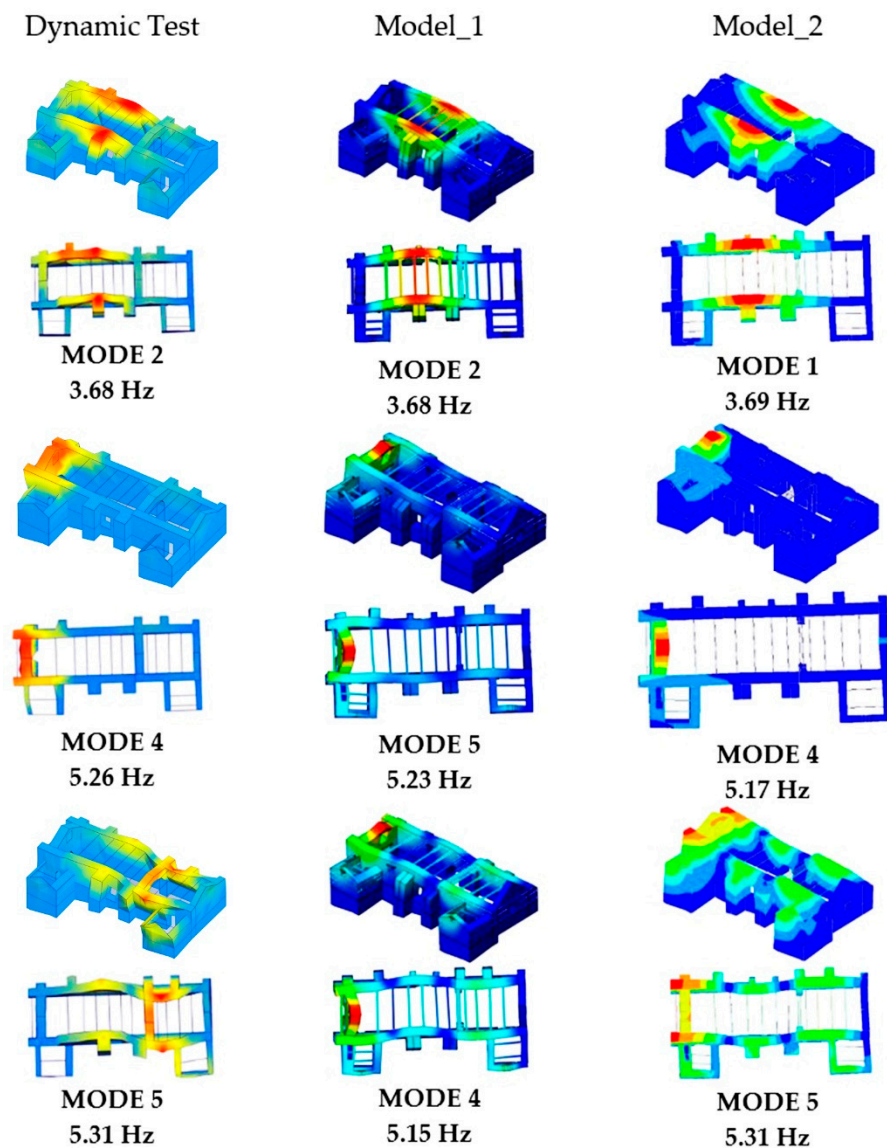 Dynamic Test Model_1 Model_2
MODE 2
3.68 Hz
MODE 2
3.68 Hz
MODE 1
3.69 Hz
MODE 4
5.26 Hz
MODE 5
5.23 Hz
MODE 4
5.17 Hz
MODE 5
5.31 Hz
MODE 4
5.15 Hz
MODE 5
5.31 Hz